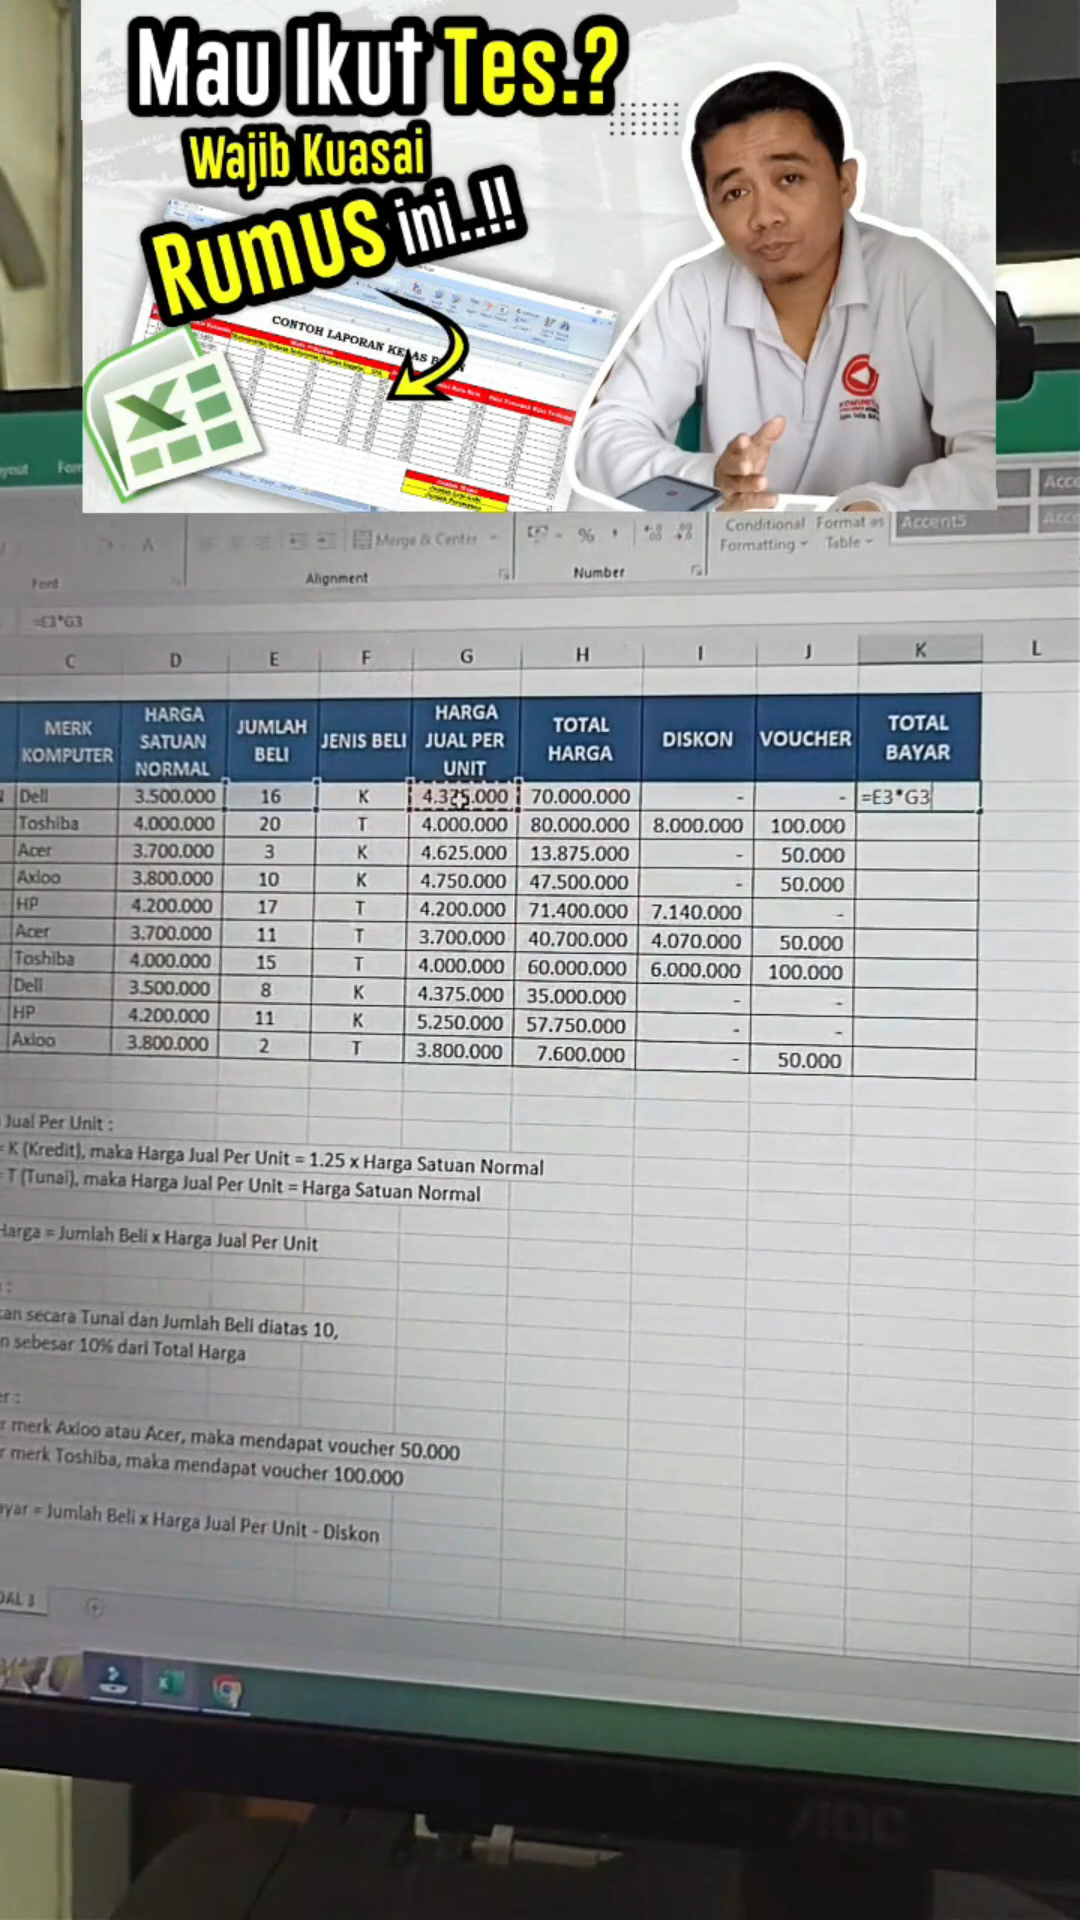 Mau Ikut Tes.?
Wajib Kuasai
Rumus ini..!!
CONTOH LAPORAN KELAS
Merge & Center
%
Conditional Formatting
Format as Table
Accent5
Font
Alignment
Number
=E3*G3
C D E F G H I J K L
MERK KOMPUTER HARGA SATUAN NORMAL JUMLAH BELI JENIS BELI HARGA JUAL PER UNIT TOTAL HARGA DISKON VOUCHER TOTAL BAYAR
Dell 3.500.000 16 K 4.375.000 70.000.000 - - =E3*G3
Toshiba 4.000.000 20 T 4.000.000 80.000.000 8.000.000 100.000
Acer 3.700.000 3 K 4.625.000 13.875.000 - 50.000
Axioo 3.800.000 10 K 4.750.000 47.500.000 - 50.000
HP 4.200.000 17 T 4.200.000 71.400.000 7.140.000 -
Acer 3.700.000 11 T 3.700.000 40.700.000 4.070.000 50.000
Toshiba 4.000.000 15 T 4.000.000 60.000.000 6.000.000 100.000
Dell 3.500.000 8 K 4.375.000 35.000.000 - -
HP 4.200.000 11 K 5.250.000 57.750.000 - -
Axioo 3.800.000 2 T 3.800.000 7.600.000 - 50.000
Jual Per Unit :
= K (Kredit), maka Harga Jual Per Unit = 1.25 x Harga Satuan Normal
= T (Tunai), maka Harga Jual Per Unit = Harga Satuan Normal
Harga = Jumlah Beli x Harga Jual Per Unit
:
kan secara Tunai dan Jumlah Beli diatas 10,
n sebesar 10% dari Total Harga
er :
r merk Axioo atau Acer, maka mendapat voucher 50.000
r merk Toshiba, maka mendapat voucher 100.000
ayar = Jumlah Beli x Harga Jual Per Unit - Diskon
OAL 3
AOC